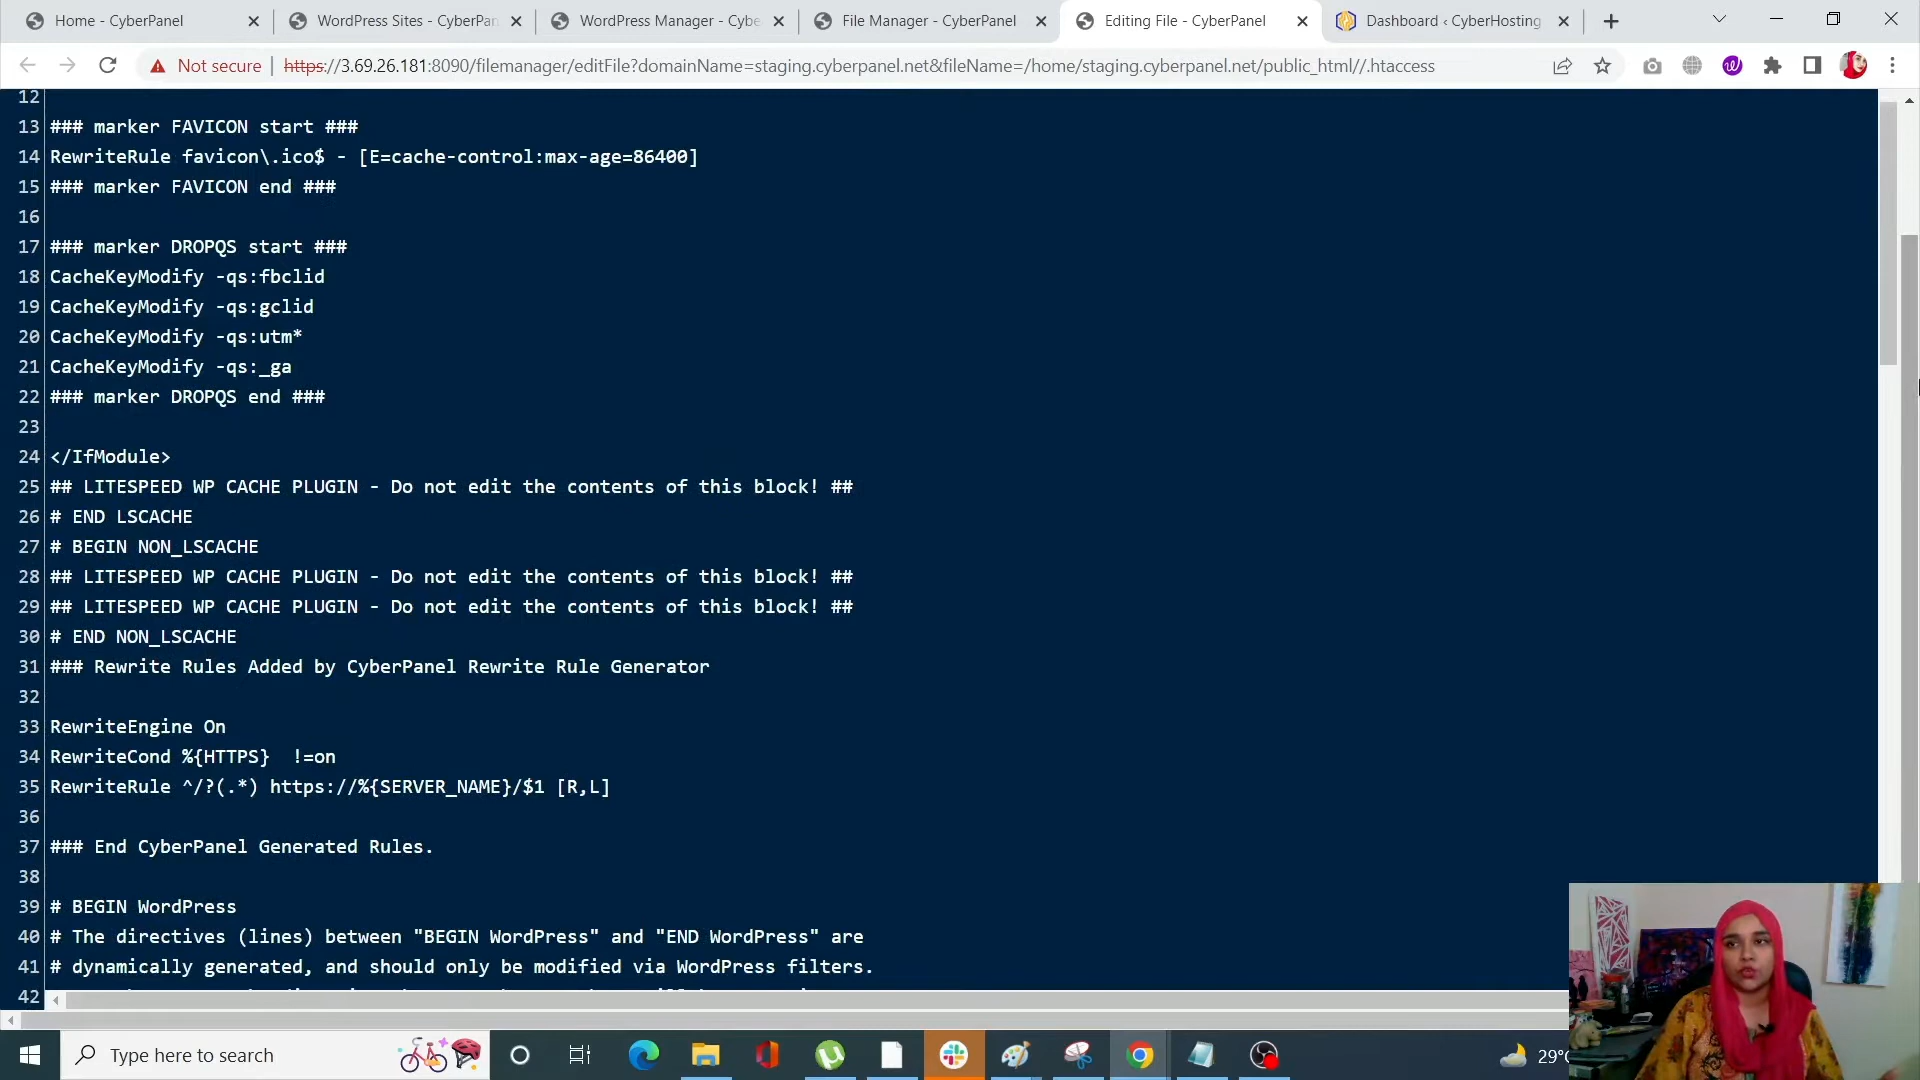 Home - CyberPanel
WordPress Sites - CyberPan
WordPress Manager - Cybe
File Manager - CyberPanel
Editing File - CyberPanel
Dashboard ‹ CyberHosting
Not secure
https://3.69.26.181:8090/filemanager/editFile?domainName=staging.cyberpanel.net&fileName=/home/staging.cyberpanel.net/public_html//.htaccess
12
13 ### marker FAVICON start ###
14 RewriteRule favicon\.ico$ - [E=cache-control:max-age=86400]
15 ### marker FAVICON end ###
16
17 ### marker DROPQS start ###
18 CacheKeyModify -qs:fbclid
19 CacheKeyModify -qs:gclid
20 CacheKeyModify -qs:utm*
21 CacheKeyModify -qs:_ga
22 ### marker DROPQS end ###
23
24 </IfModule>
25 ## LITESPEED WP CACHE PLUGIN - Do not edit the contents of this block! ##
26 # END LSCACHE
27 # BEGIN NON_LSCACHE
28 ## LITESPEED WP CACHE PLUGIN - Do not edit the contents of this block! ##
29 ## LITESPEED WP CACHE PLUGIN - Do not edit the contents of this block! ##
30 # END NON_LSCACHE
31 ### Rewrite Rules Added by CyberPanel Rewrite Rule Generator
32
33 RewriteEngine On
34 RewriteCond %{HTTPS}  !=on
35 RewriteRule ^/?(.*) https://%{SERVER_NAME}/$1 [R,L]
36
37 ### End CyberPanel Generated Rules.
38
39 # BEGIN WordPress
40 # The directives (lines) between "BEGIN WordPress" and "END WordPress" are
41 # dynamically generated, and should only be modified via WordPress filters.
42
Type here to search
29°C